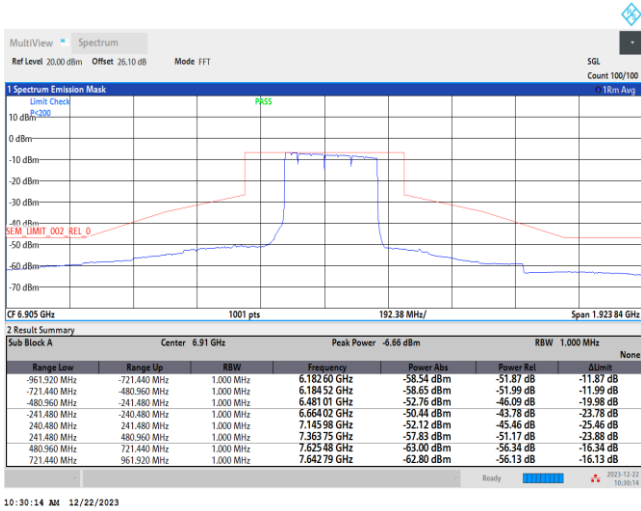 MultiView Spectrum
Ref Level 20.00 dBm Offset 26.10 dB Mode FFT SGL
Count 100/100
1 Spectrum Emission Mask 1Rm Avg
Limit Check PASS
P<200
10 dBm
0 dBm
-10 dBm
-20 dBm
-30 dBm
-40 dBm
SEM_LIMIT_002_REL_0
-50 dBm
-60 dBm
-70 dBm
CF 6.905 GHz 1001 pts 192.38 MHz/ Span 1.923 84 GHz
2 Result Summary
Sub Block A Center 6.91 GHz Peak Power -6.66 dBm RBW 1.000 MHz
None
Range Low Range Up RBW Frequency Power Abs Power Rel ΔLimit
-961.920 MHz -721.440 MHz 1.000 MHz 6.182 60 GHz -58.54 dBm -51.87 dB -11.87 dB
-721.440 MHz -480.960 MHz 1.000 MHz 6.184 52 GHz -58.65 dBm -51.99 dB -11.99 dB
-480.960 MHz -241.480 MHz 1.000 MHz 6.481 01 GHz -52.76 dBm -46.09 dB -19.98 dB
-241.480 MHz -240.480 MHz 1.000 MHz 6.664 02 GHz -50.44 dBm -43.78 dB -23.78 dB
240.480 MHz 241.480 MHz 1.000 MHz 7.145 98 GHz -52.12 dBm -45.46 dB -25.46 dB
241.480 MHz 480.960 MHz 1.000 MHz 7.363 75 GHz -57.83 dBm -51.17 dB -23.88 dB
480.960 MHz 721.440 MHz 1.000 MHz 7.625 48 GHz -63.00 dBm -56.34 dB -16.34 dB
721.440 MHz 961.920 MHz 1.000 MHz 7.642 79 GHz -62.80 dBm -56.13 dB -16.13 dB
Ready 2023-12-22
10:30:14
10:30:14 AM 12/22/2023